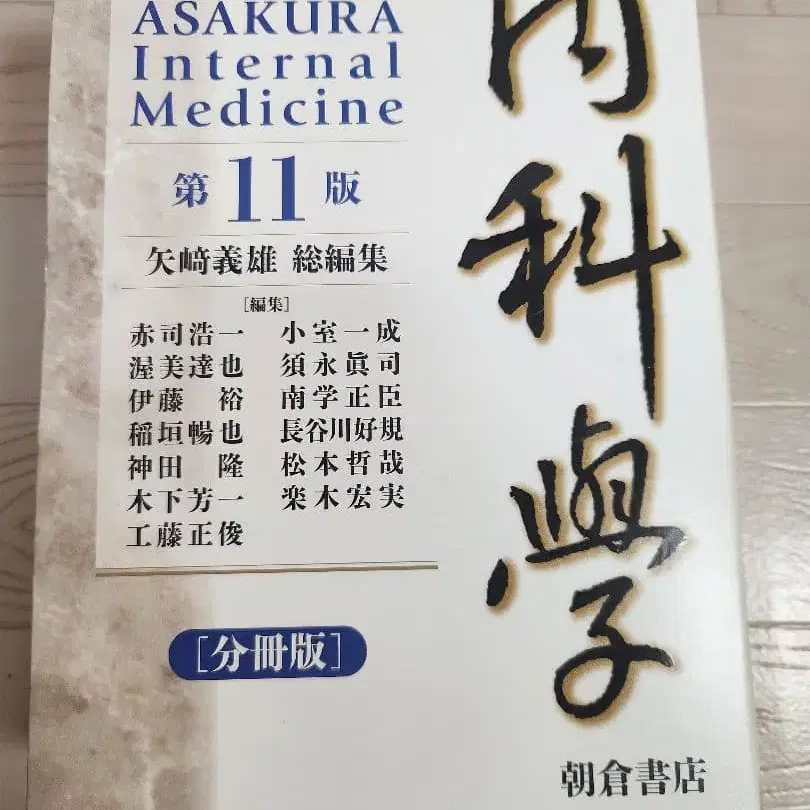 ASAKURA
Internal
Medicine
第11版
矢﨑義雄 総編集
[編集]
赤司浩一 小室一成
渥美達也 須永眞司
伊藤 裕 南学正臣
稲垣暢也 長谷川好規
神田 隆 松本哲哉
木下芳一 楽木宏実
工藤正俊
[分冊版]
内科學
朝倉書店